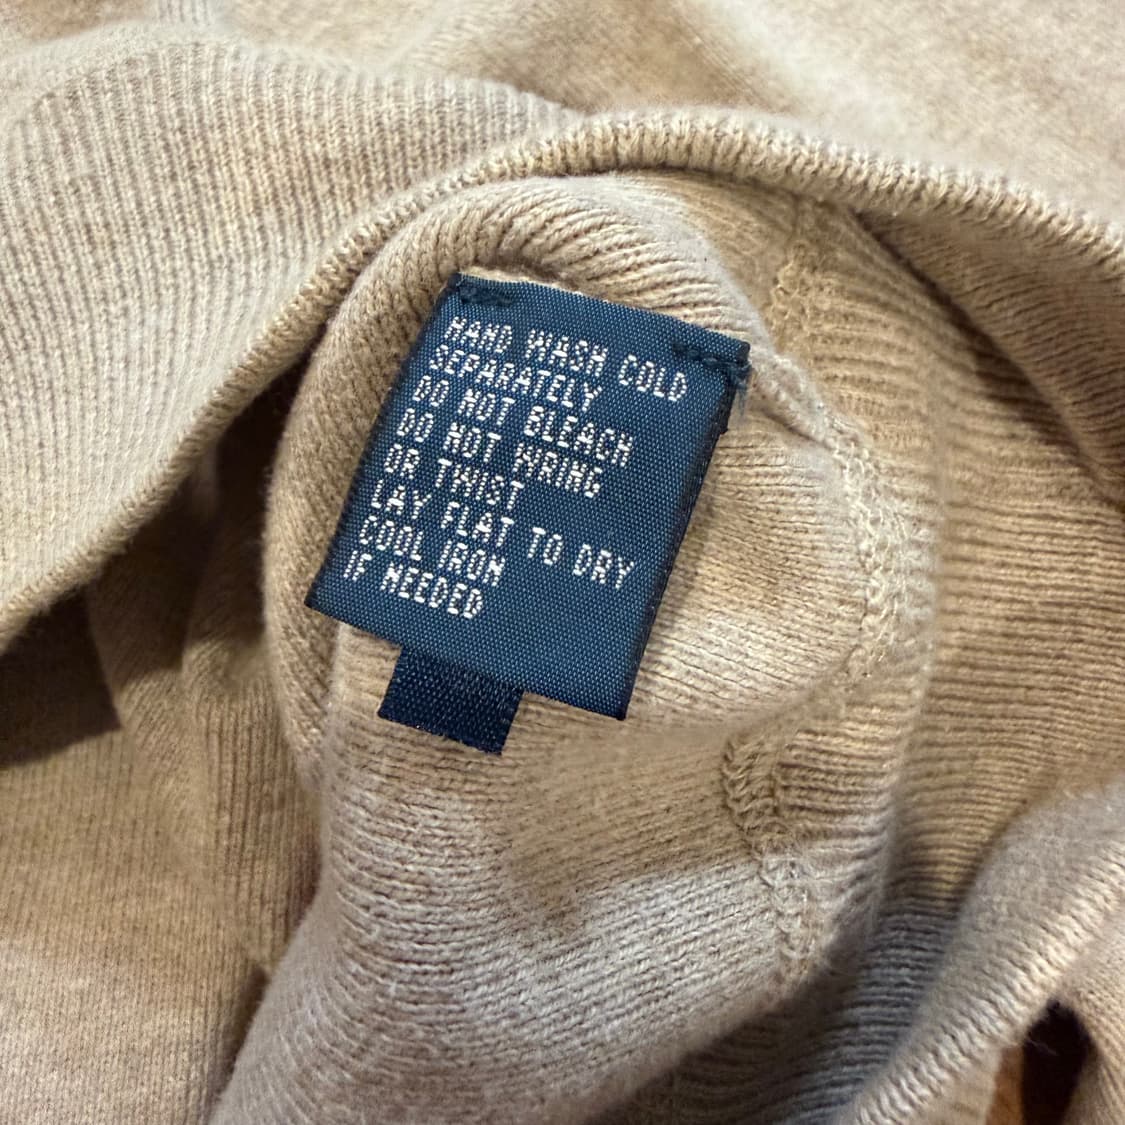 HAND WASH COLD
SEPARATELY
DO NOT BLEACH
DO NOT WRING
OR TWIST
LAY FLAT TO DRY
COOL IRON
IF NEEDED